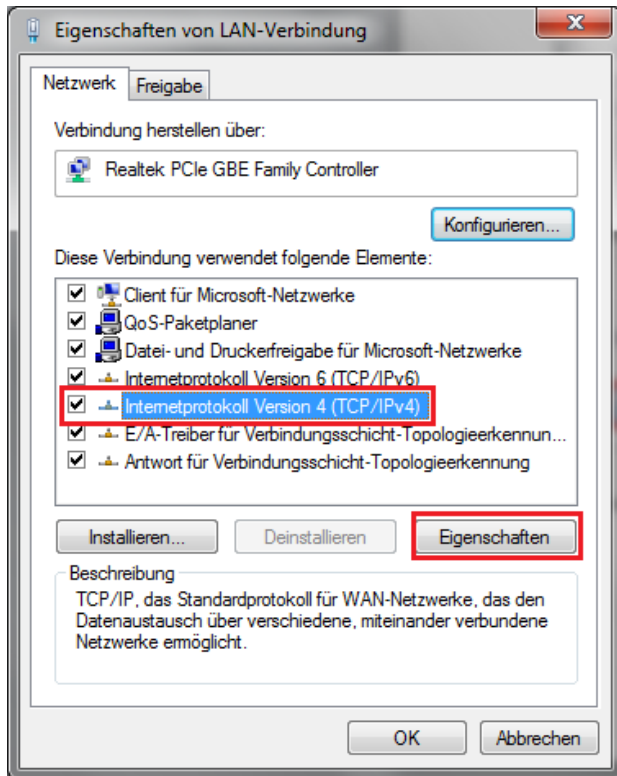 Eigenschaften von LAN-Verbindung
Netzwerk
Freigabe
Verbindung herstellen über:
Realtek PCIe GBE Family Controller
Konfigurieren...
Diese Verbindung verwendet folgende Elemente:
Client für Microsoft-Netzwerke
QoS-Paketplaner
Datei- und Druckerfreigabe für Microsoft-Netzwerke
Internetprotokoll Version 6 (TCP/IPv6)
Internetprotokoll Version 4 (TCP/IPv4)
E/A-Treiber für Verbindungsschicht-Topologieerkennun...
Antwort für Verbindungsschicht-Topologieerkennung
Installieren...
Deinstallieren
Eigenschaften
Beschreibung
TCP/IP, das Standardprotokoll für WAN-Netzwerke, das den
Datenaustausch über verschiedene, miteinander verbundene
Netzwerke ermöglicht.
OK
Abbrechen